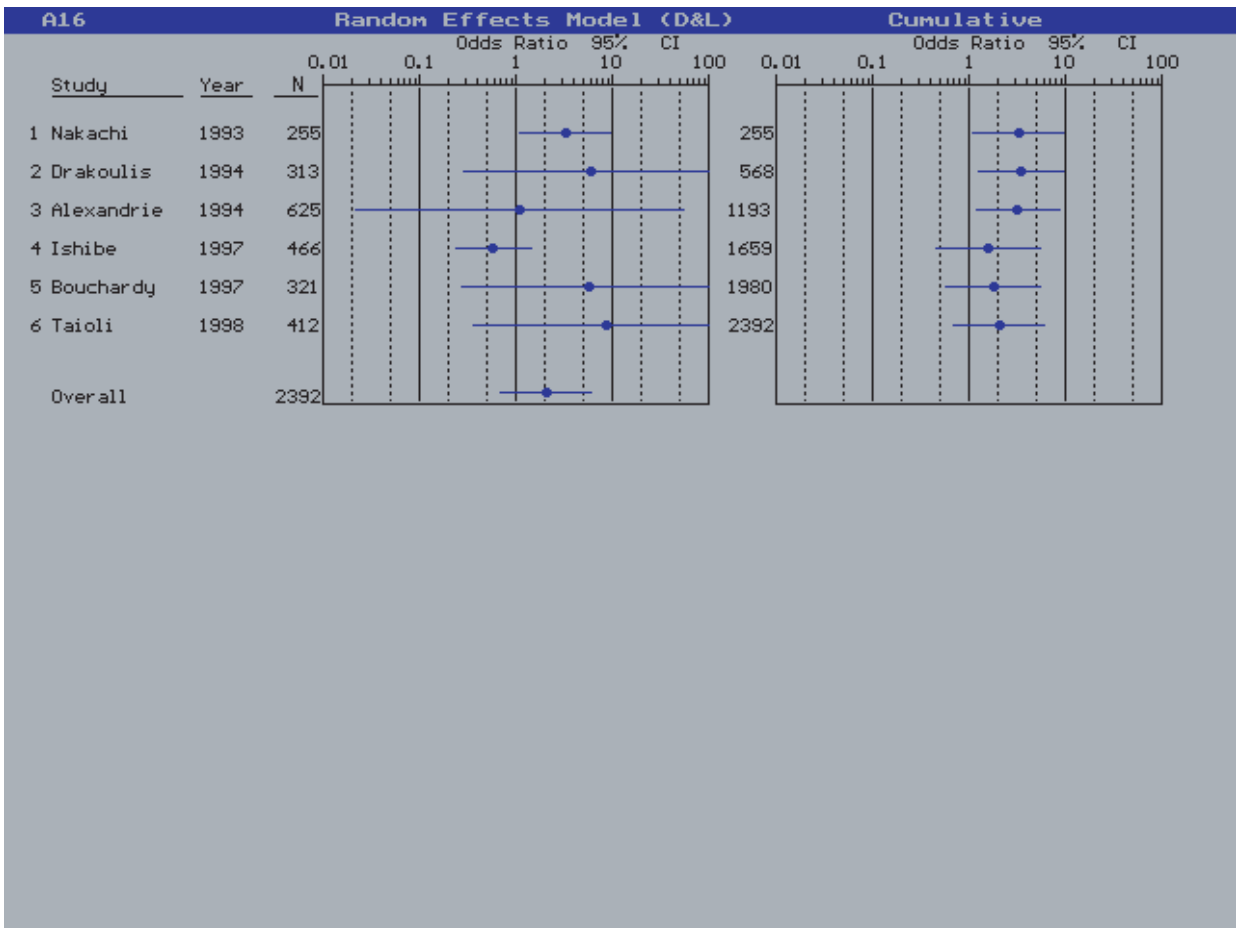 A16 Random Effects Model (D&L) Cumulative
Odds Ratio 95% CI Odds Ratio 95% CI
0.01 0.1 1 10 100 0.01 0.1 1 10 100
Study Year N
1 Nakachi 1993 255 255
2 Drakoulis 1994 313 568
3 Alexandrie 1994 625 1193
4 Ishibe 1997 466 1659
5 Bouchardy 1997 321 1980
6 Taioli 1998 412 2392
Overall 2392